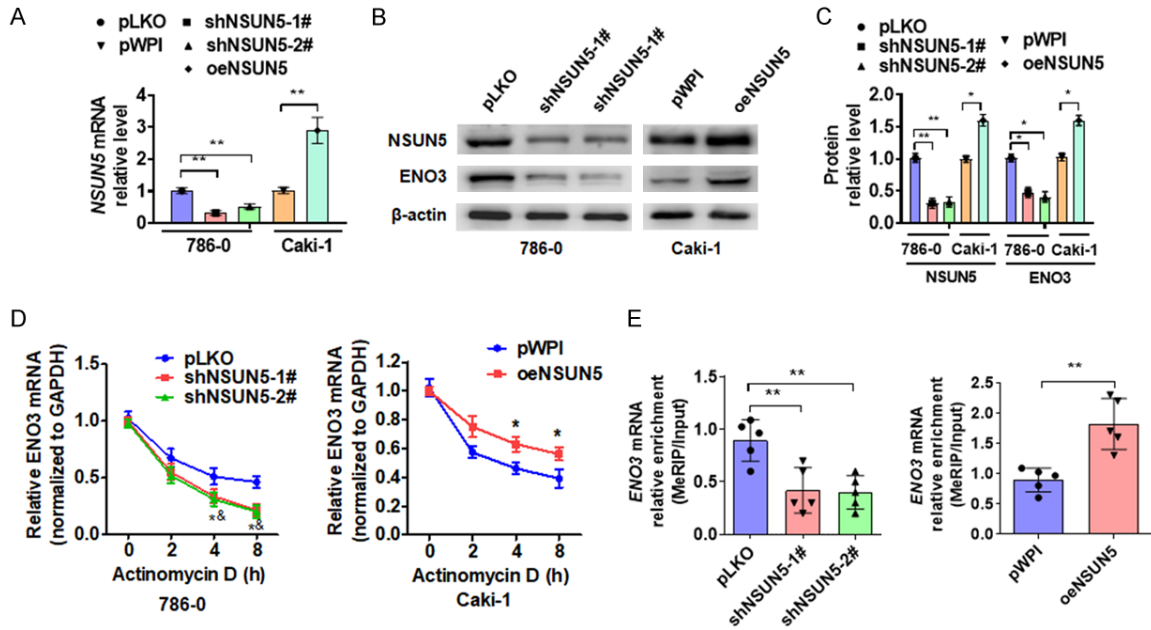 A
pLKO shNSUN5-1#
pWPI shNSUN5-2#
oeNSUN5
NSUN5 mRNA
relative level
5
4
3
2
1
0
**
**
**
786-0 Caki-1
B
pLKO shNSUN5-1# shNSUN5-1# pWPI oeNSUN5
NSUN5
ENO3
β-actin
786-0 Caki-1
C
pLKO
shNSUN5-1# pWPI
shNSUN5-2# oeNSUN5
Protein
relative level
2.0
1.5
1.0
0.5
0.0
** ** * * * *
786-0 Caki-1 786-0 Caki-1
NSUN5 ENO3
D
Relative ENO3 mRNA
(normalized to GAPDH)
1.5
1.0
0.5
0.0
pLKO
shNSUN5-1#
shNSUN5-2#
*& *&
0 2 4 8
Actinomycin D (h)
786-0
Relative ENO3 mRNA
(normalized to GAPDH)
1.2
1.0
0.8
0.6
0.4
0.2
0.0
pWPI
oeNSUN5
* *
0 2 4 8
Actinomycin D (h)
Caki-1
E
ENO3 mRNA
relative enrichment
(MeRIP/Input)
1.5
1.0
0.5
0.0
**
**
pLKO shNSUN5-1# shNSUN5-2#
ENO3 mRNA
relative enrichment
(MeRIP/Input)
2.5
2.0
1.5
1.0
0.5
0.0
**
pWPI oeNSUN5